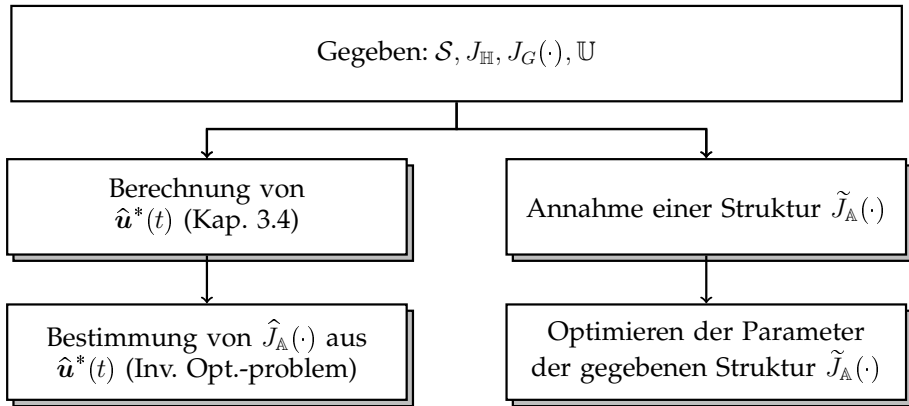 Gegeben: 𝒮, J_ℍ, J_G(·), 𝕌
Berechnung von
û*(t) (Kap. 3.4)
Annahme einer Struktur J̃_𝔸(·)
Bestimmung von Ĵ_𝔸(·) aus
û*(t) (Inv. Opt.-problem)
Optimieren der Parameter
der gegebenen Struktur J̃_𝔸(·)